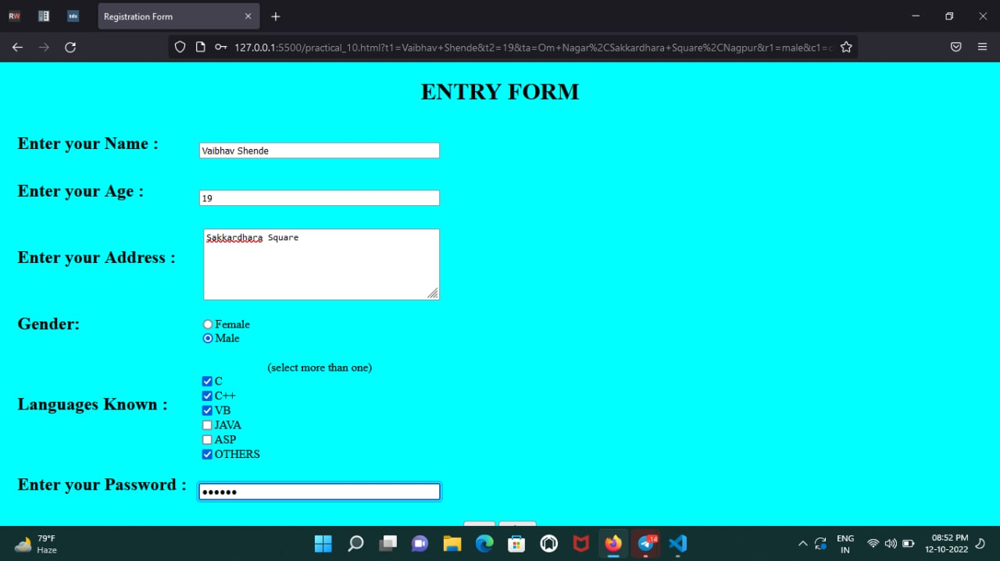 RW
tds
Registration Form
127.0.0.1:5500/practical_10.html?t1=Vaibhav+Shende&t2=19&ta=Om+Nagar%2CSakkardhara+Square%2CNagpur&r1=male&c1=c
ENTRY FORM
Enter your Name :
Vaibhav Shende
Enter your Age :
19
Enter your Address :
Sakkardhara Square
Gender:
Female
Male
(select more than one)
Languages Known :
C
C++
VB
JAVA
ASP
OTHERS
Enter your Password :
••••••
79°F
Haze
14
ENG
IN
08:52 PM
12-10-2022